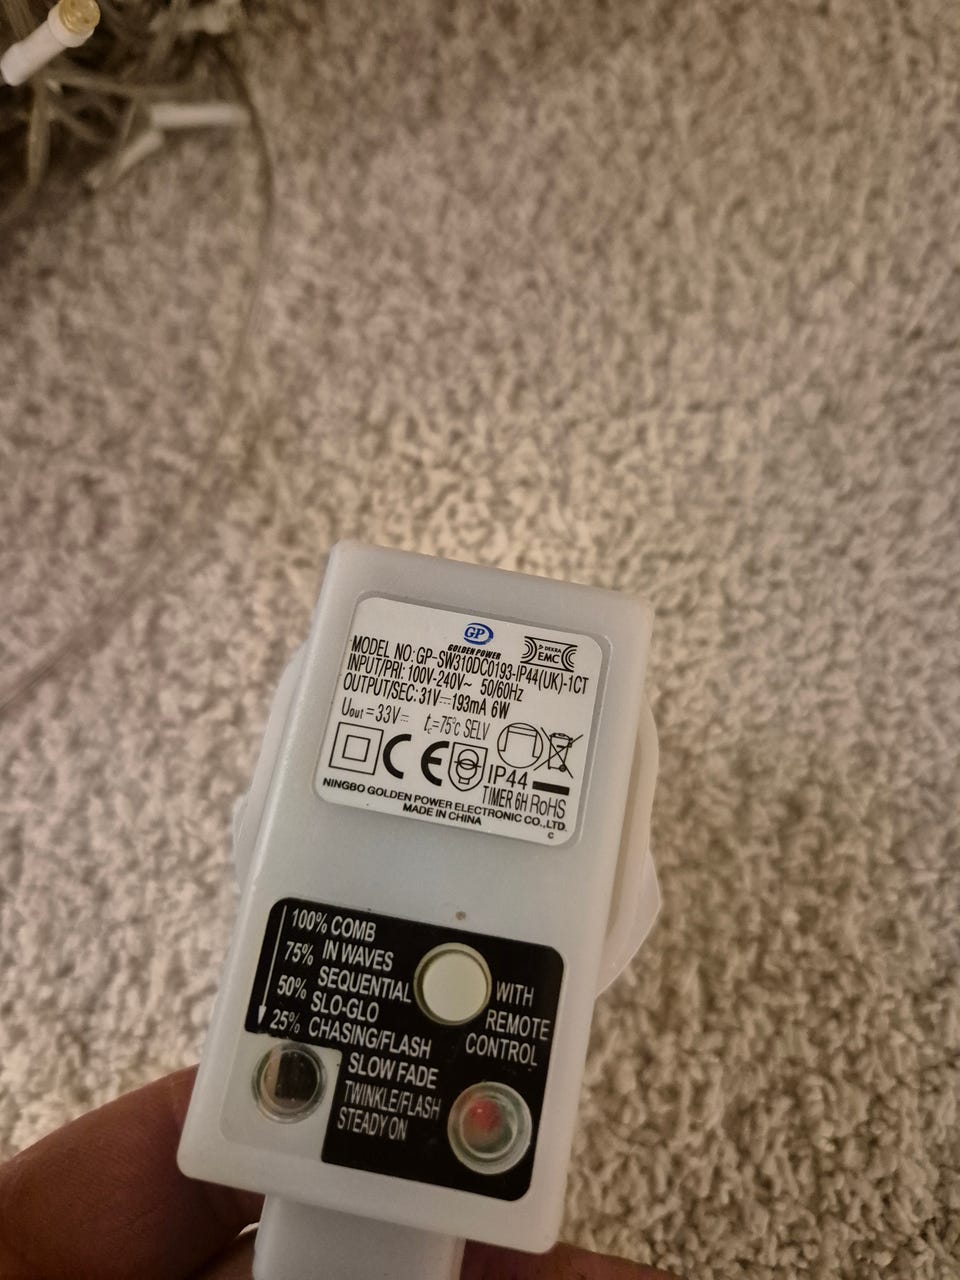 GP
GOLDEN POWER
DEKRA
EMC
MODEL NO: GP-SW310DC0193-IP44(UK)-1CT
INPUT/PRI: 100V-240V~ 50/60Hz
OUTPUT/SEC: 31V⎓193mA 6W
Uout=33V⎓ tc=75°c SELV
CE
IP44
TIMER 6H RoHS
NINGBO GOLDEN POWER ELECTRONIC CO.,LTD.
MADE IN CHINA
C
100% COMB
75% IN WAVES
50% SEQUENTIAL
25% SLO-GLO
CHASING/FLASH
SLOW FADE
TWINKLE/FLASH
STEADY ON
WITH
REMOTE
CONTROL